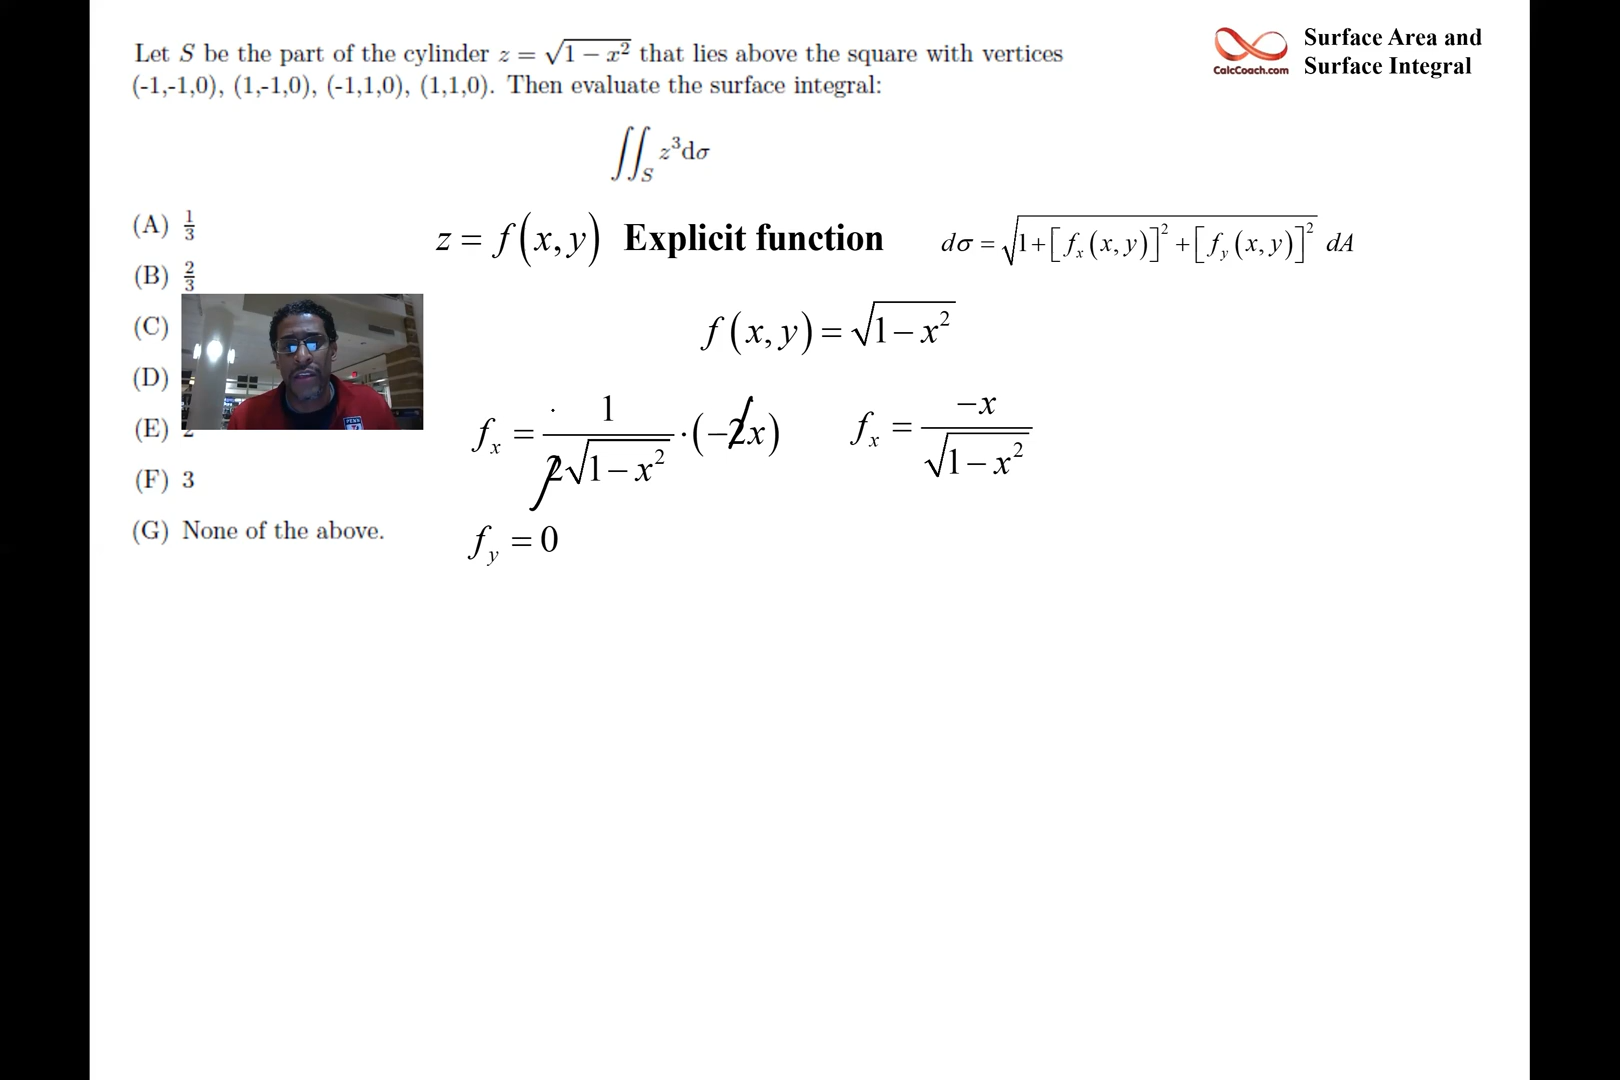 Let S be the part of the cylinder z = √(1 − x²) that lies above the square with vertices
(-1,-1,0), (1,-1,0), (-1,1,0), (1,1,0). Then evaluate the surface integral:
∬_S z³dσ
CalcCoach.com
Surface Area and
Surface Integral
(A) 1/3
(B) 2/3
(C)
(D)
(E)
(F) 3
(G) None of the above.
z = f(x, y) Explicit function
dσ = √(1+[f_x(x, y)]² +[f_y(x, y)]²) dA
f(x, y) = √(1 − x²)
f_x = 1/(2√(1 − x²)) · (−2x)
f_x = −x/√(1 − x²)
f_y = 0
PENN